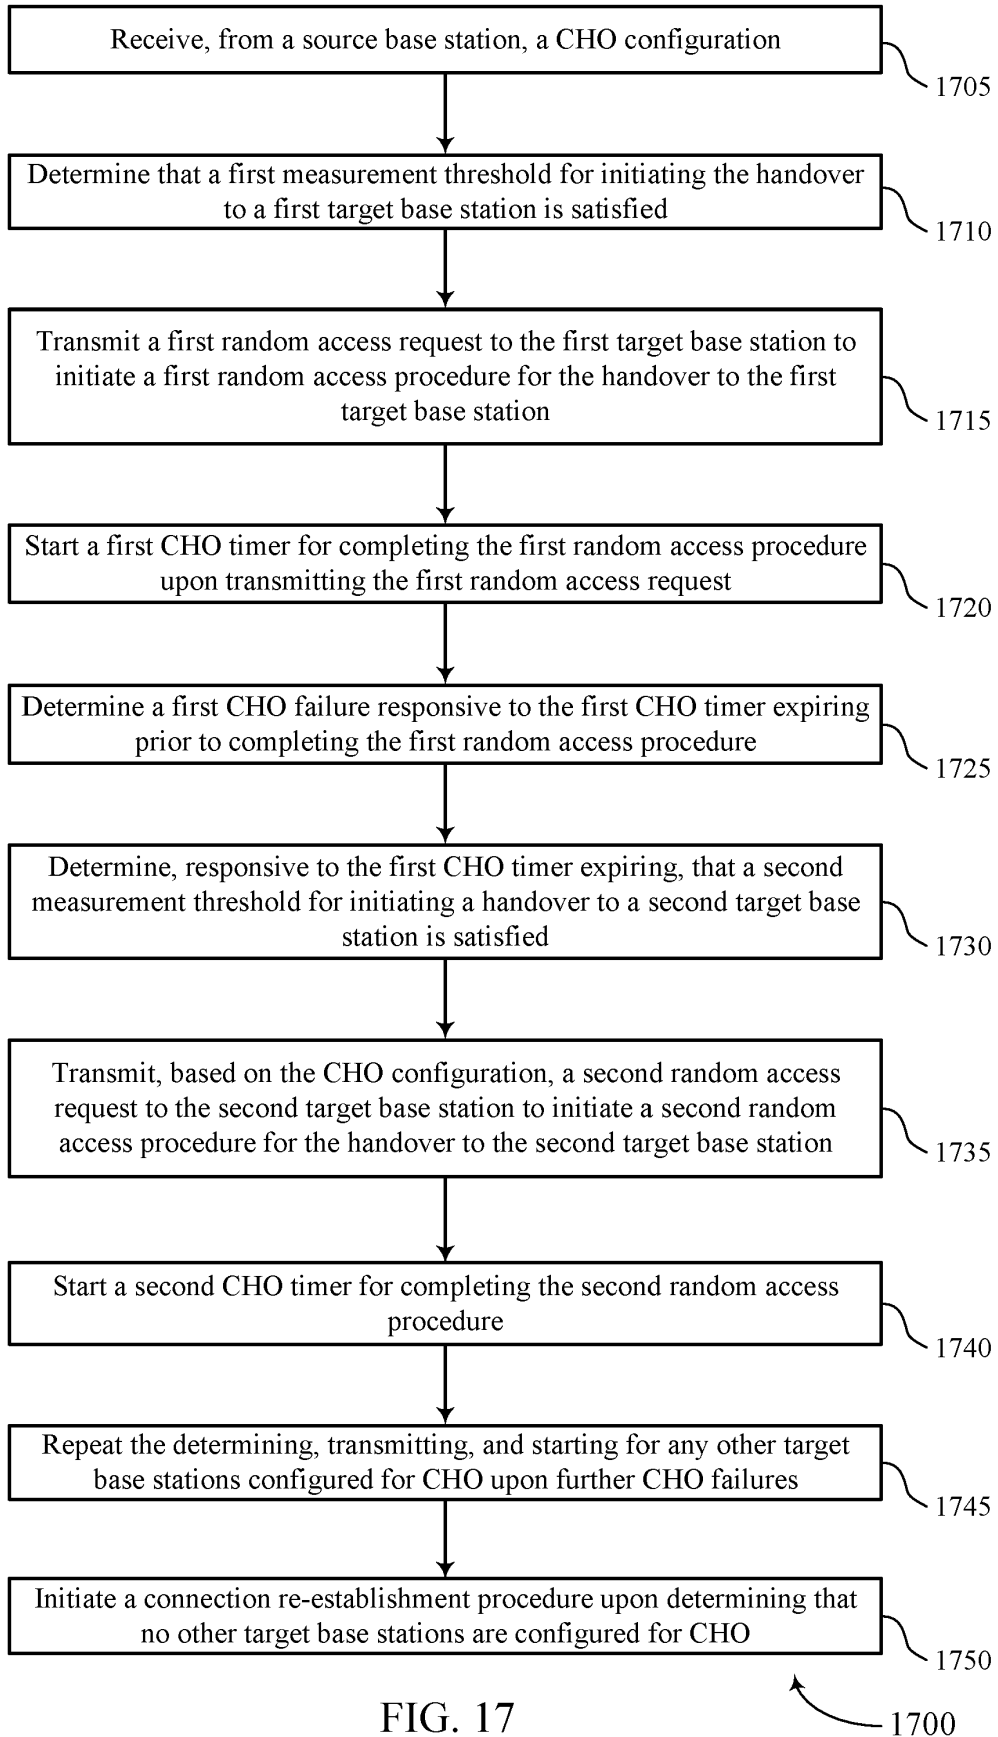 Receive, from a source base station, a CHO configuration
1705
Determine that a first measurement threshold for initiating the handover
to a first target base station is satisfied
1710
Transmit a first random access request to the first target base station to
initiate a first random access procedure for the handover to the first
target base station
1715
Start a first CHO timer for completing the first random access procedure
upon transmitting the first random access request
1720
Determine a first CHO failure responsive to the first CHO timer expiring
prior to completing the first random access procedure
1725
Determine, responsive to the first CHO timer expiring, that a second
measurement threshold for initiating a handover to a second target base
station is satisfied
1730
Transmit, based on the CHO configuration, a second random access
request to the second target base station to initiate a second random
access procedure for the handover to the second target base station
1735
Start a second CHO timer for completing the second random access
procedure
1740
Repeat the determining, transmitting, and starting for any other target
base stations configured for CHO upon further CHO failures
1745
Initiate a connection re-establishment procedure upon determining that
no other target base stations are configured for CHO
1750
FIG. 17
1700